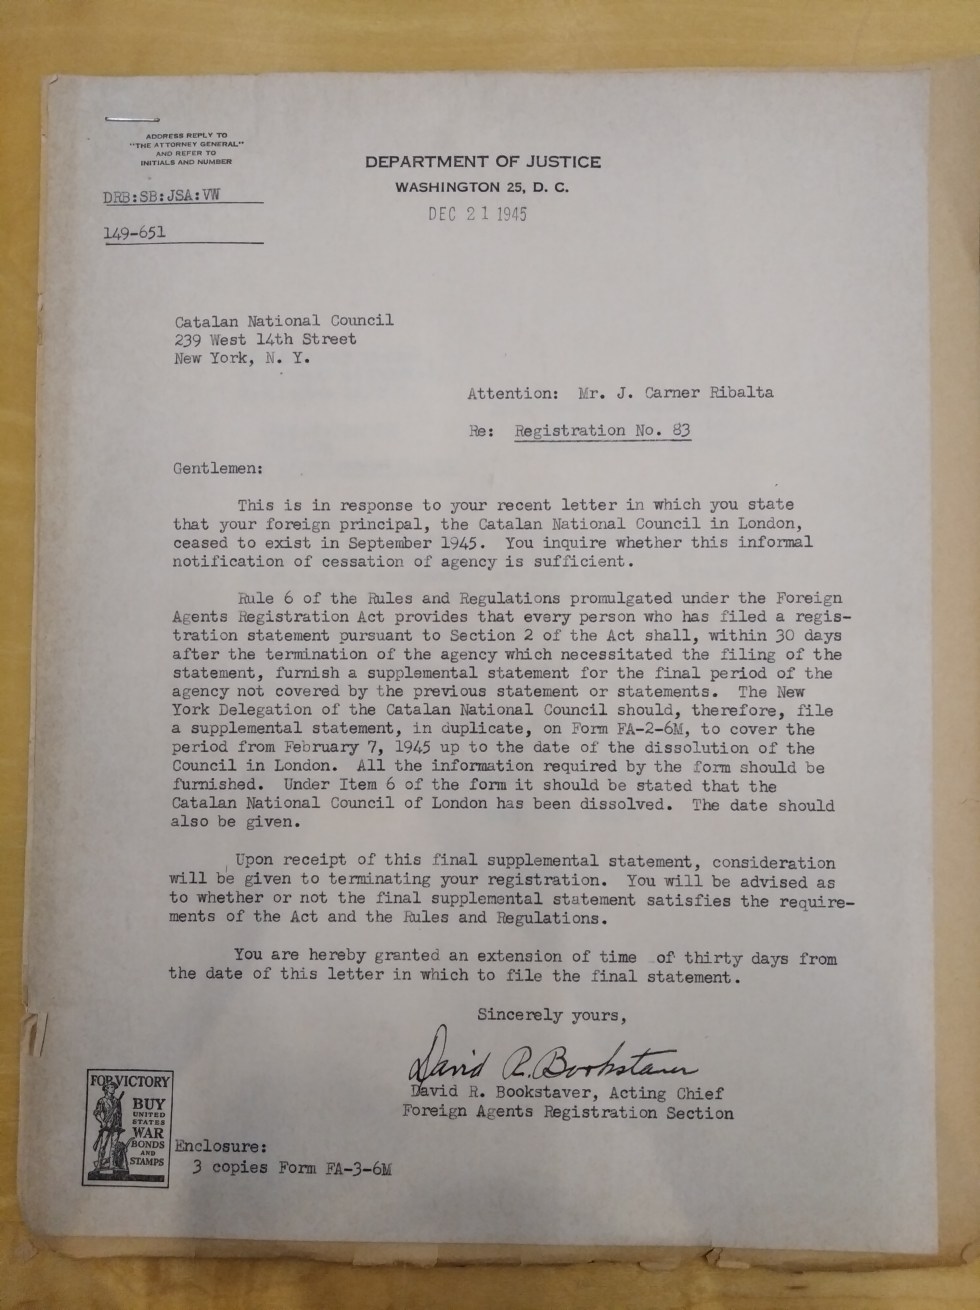 ADDRESS REPLY TO
"THE ATTORNEY GENERAL"
AND REFER TO
INITIALS AND NUMBER
DRB:SB:JSA:VW
149-651
DEPARTMENT OF JUSTICE
WASHINGTON 25, D. C.
DEC 21 1945
Catalan National Council
239 West 14th Street
New York, N. Y.
Attention: Mr. J. Carner Ribalta
Re: Registration No. 83
Gentlemen:
This is in response to your recent letter in which you state
that your foreign principal, the Catalan National Council in London,
ceased to exist in September 1945. You inquire whether this informal
notification of cessation of agency is sufficient.
Rule 6 of the Rules and Regulations promulgated under the Foreign
Agents Registration Act provides that every person who has filed a regis-
tration statement pursuant to Section 2 of the Act shall, within 30 days
after the termination of the agency which necessitated the filing of the
statement, furnish a supplemental statement for the final period of the
agency not covered by the previous statement or statements. The New
York Delegation of the Catalan National Council should, therefore, file
a supplemental statement, in duplicate, on Form FA-2-6M, to cover the
period from February 7, 1945 up to the date of the dissolution of the
Council in London. All the information required by the form should be
furnished. Under Item 6 of the form it should be stated that the
Catalan National Council of London has been dissolved. The date should
also be given.
Upon receipt of this final supplemental statement, consideration
will be given to terminating your registration. You will be advised as
to whether or not the final supplemental statement satisfies the require-
ments of the Act and the Rules and Regulations.
You are hereby granted an extension of time of thirty days from
the date of this letter in which to file the final statement.
Sincerely yours,
David R. Bookstaver
David R. Bookstaver, Acting Chief
Foreign Agents Registration Section
FOR VICTORY
BUY
UNITED
STATES
WAR
BONDS
AND
STAMPS
Enclosure:
3 copies Form FA-3-6M